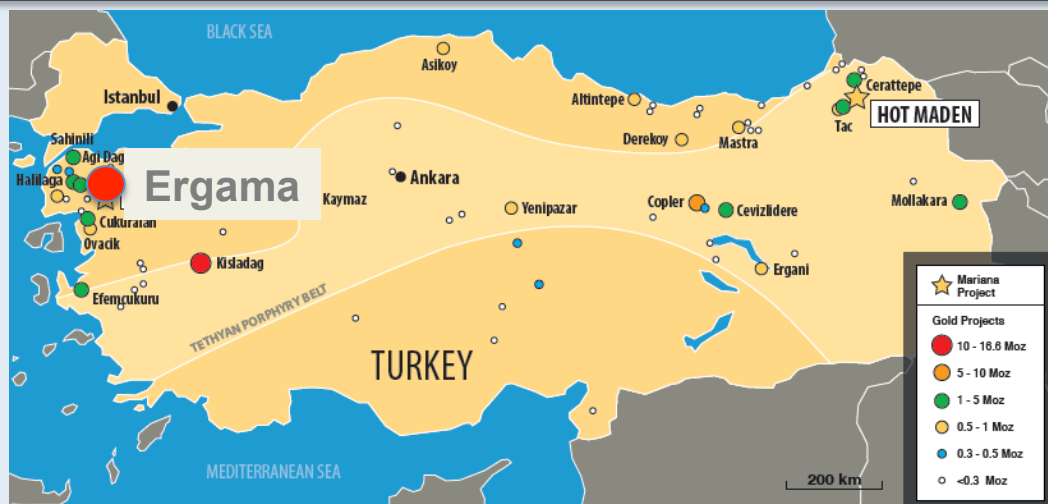 BLACK SEA
Asikoy
Istanbul
Altintepe
Cerattepe
HOT MADEN
Tac
Sahinili
Agi Dag
Derekoy
Mastra
Halilaga
Ergama
Ankara
Kaymaz
Yenipazar
Copler
Cevizlidere
Mollakara
Cukuralan
Ovacik
Kisladag
Ergani
Efemcukuru
TETHYAN PORPHYRY BELT
TURKEY
MEDITERRANEAN SEA
200 km
Mariana
Project
Gold Projects
10 - 16.6 Moz
5 - 10 Moz
1 - 5 Moz
0.5 - 1 Moz
0.3 - 0.5 Moz
<0.3 Moz